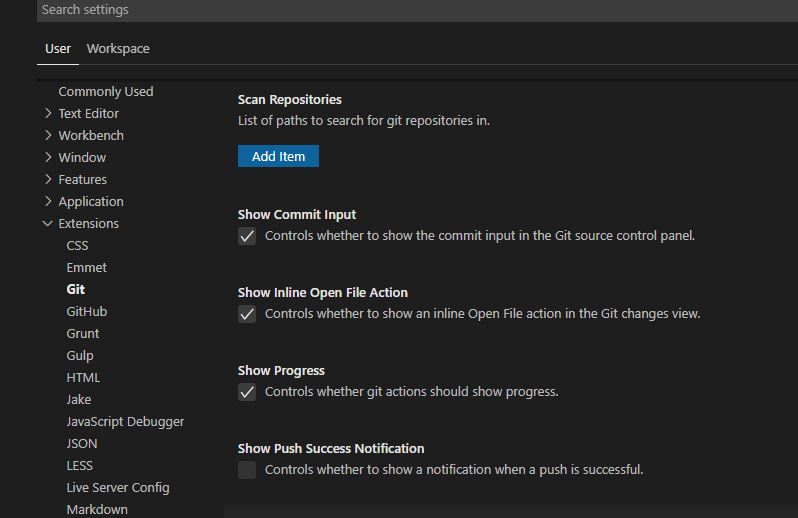 Search settings
User Workspace
Commonly Used
Text Editor
Workbench
Window
Features
Application
Extensions
CSS
Emmet
Git
GitHub
Grunt
Gulp
HTML
Jake
JavaScript Debugger
JSON
LESS
Live Server Config
Markdown
Scan Repositories
List of paths to search for git repositories in.
Add Item
Show Commit Input
Controls whether to show the commit input in the Git source control panel.
Show Inline Open File Action
Controls whether to show an inline Open File action in the Git changes view.
Show Progress
Controls whether git actions should show progress.
Show Push Success Notification
Controls whether to show a notification when a push is successful.